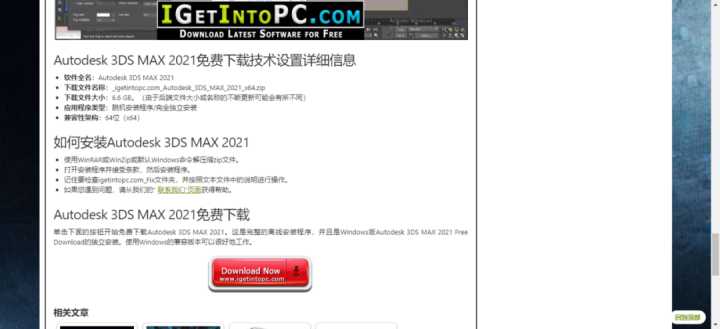 IGetIntoPC.com
Download Latest Software for Free
Autodesk 3DS MAX 2021免费下载技术设置详细信息
软件全名：Autodesk 3DS MAX 2021
下载文件名称：_igetintopc.com_Autodesk_3DS_MAX_2021_x64.zip
下载文件大小：6.6 GB。（由于后端文件大小或名称的不断更新可能会有所不同）
应用程序类型：脱机安装程序/完全独立安装
兼容性架构：64位（x64）
如何安装Autodesk 3DS MAX 2021
使用WinRAR或WinZip或默认Windows命令解压缩zip文件。
打开安装程序并接受条款，然后安装程序。
记住要检查igetintopc.com_Fix文件夹，并按照文本文件中的说明进行操作。
如果您遇到问题，请从我们的“ 联系我们”页面获得帮助。
Autodesk 3DS MAX 2021免费下载
单击下面的按钮开始免费下载Autodesk 3DS MAX 2021。这是完整的离线安装程序，并且是Windows版Autodesk 3DS MAX 2021 Free
Download的独立安装。使用Windows的兼容版本可以很好地工作。
Download Now
www.igetintopc.com
相关文章
回到顶部